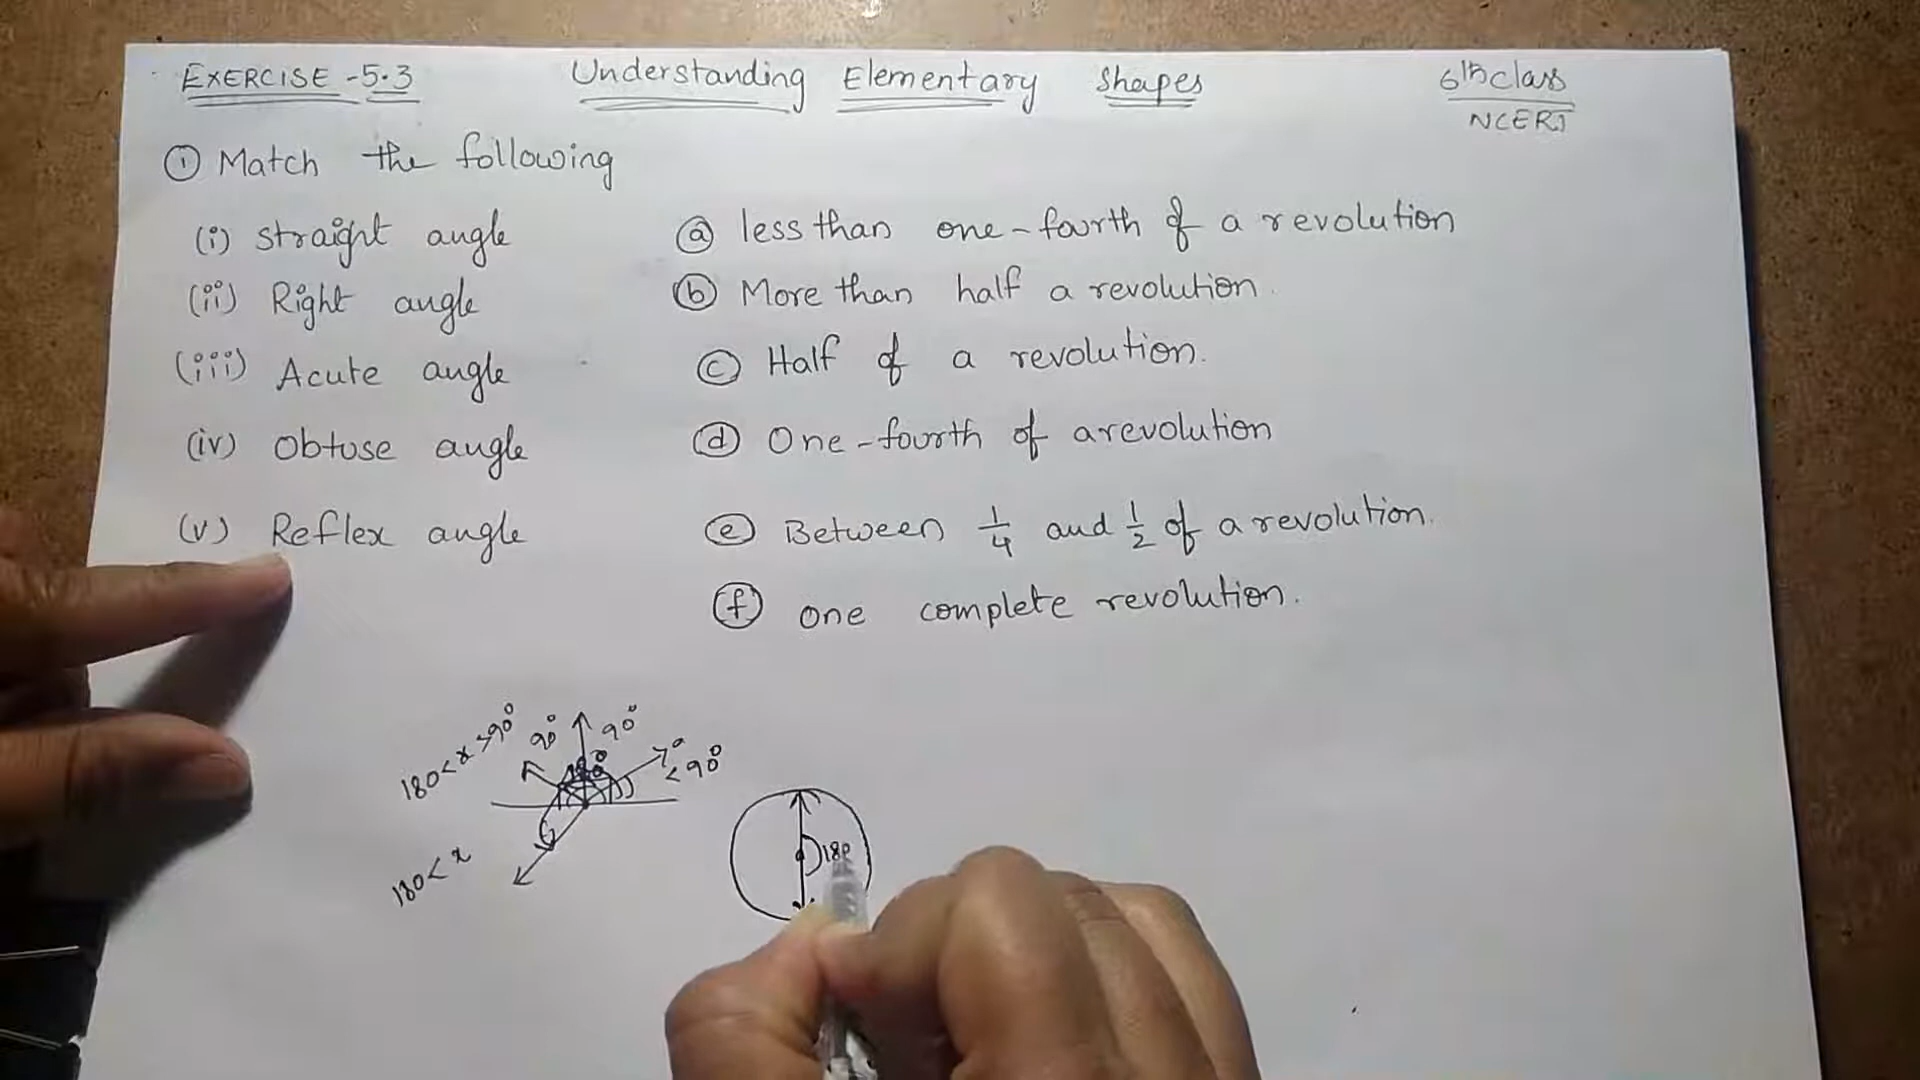 EXERCISE -5.3 Understanding Elementary Shapes 6th class
NCERT
① Match the following
(i) straight angle ⓐ less than one-fourth of a revolution
(ii) Right angle ⓑ More than half a revolution.
(iii) Acute angle ⓒ Half of a revolution.
(iv) Obtuse angle ⓓ One-fourth of arevolution
(v) Reflex angle ⓔ Between 1/4 and 1/2 of a revolution.
ⓕ one complete revolution.
180<x>90° 90° 90°
<90°
180<x
180